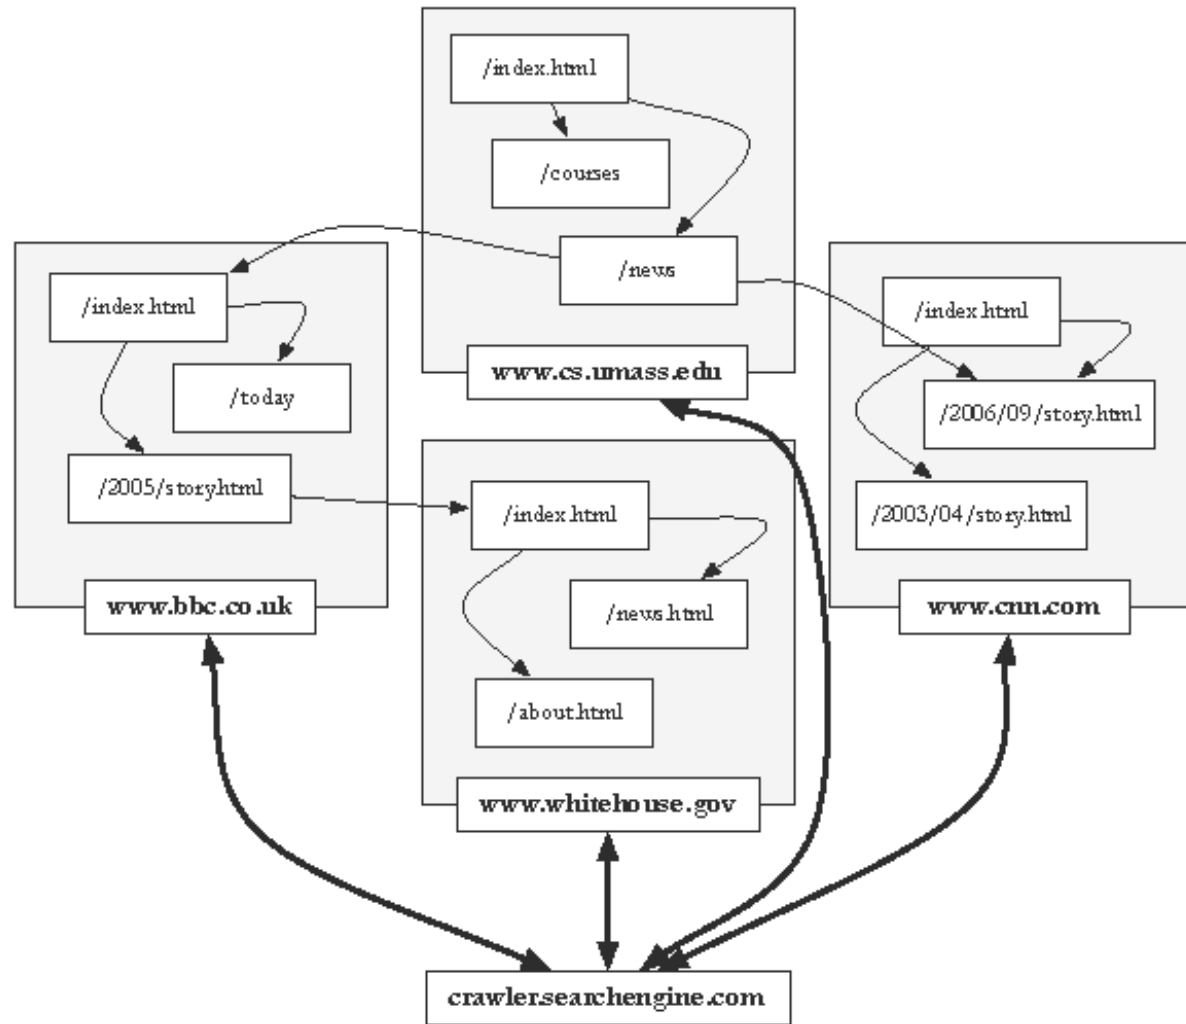 /index.html
/courses
/news
www.cs.umass.edu
/index.html
/today
/2005/story.html
www.bbc.co.uk
/index.html
/2006/09/story.html
/2003/04/story.html
www.cnn.com
/index.html
/news.html
/about.html
www.whitehouse.gov
crawler.searchengine.com